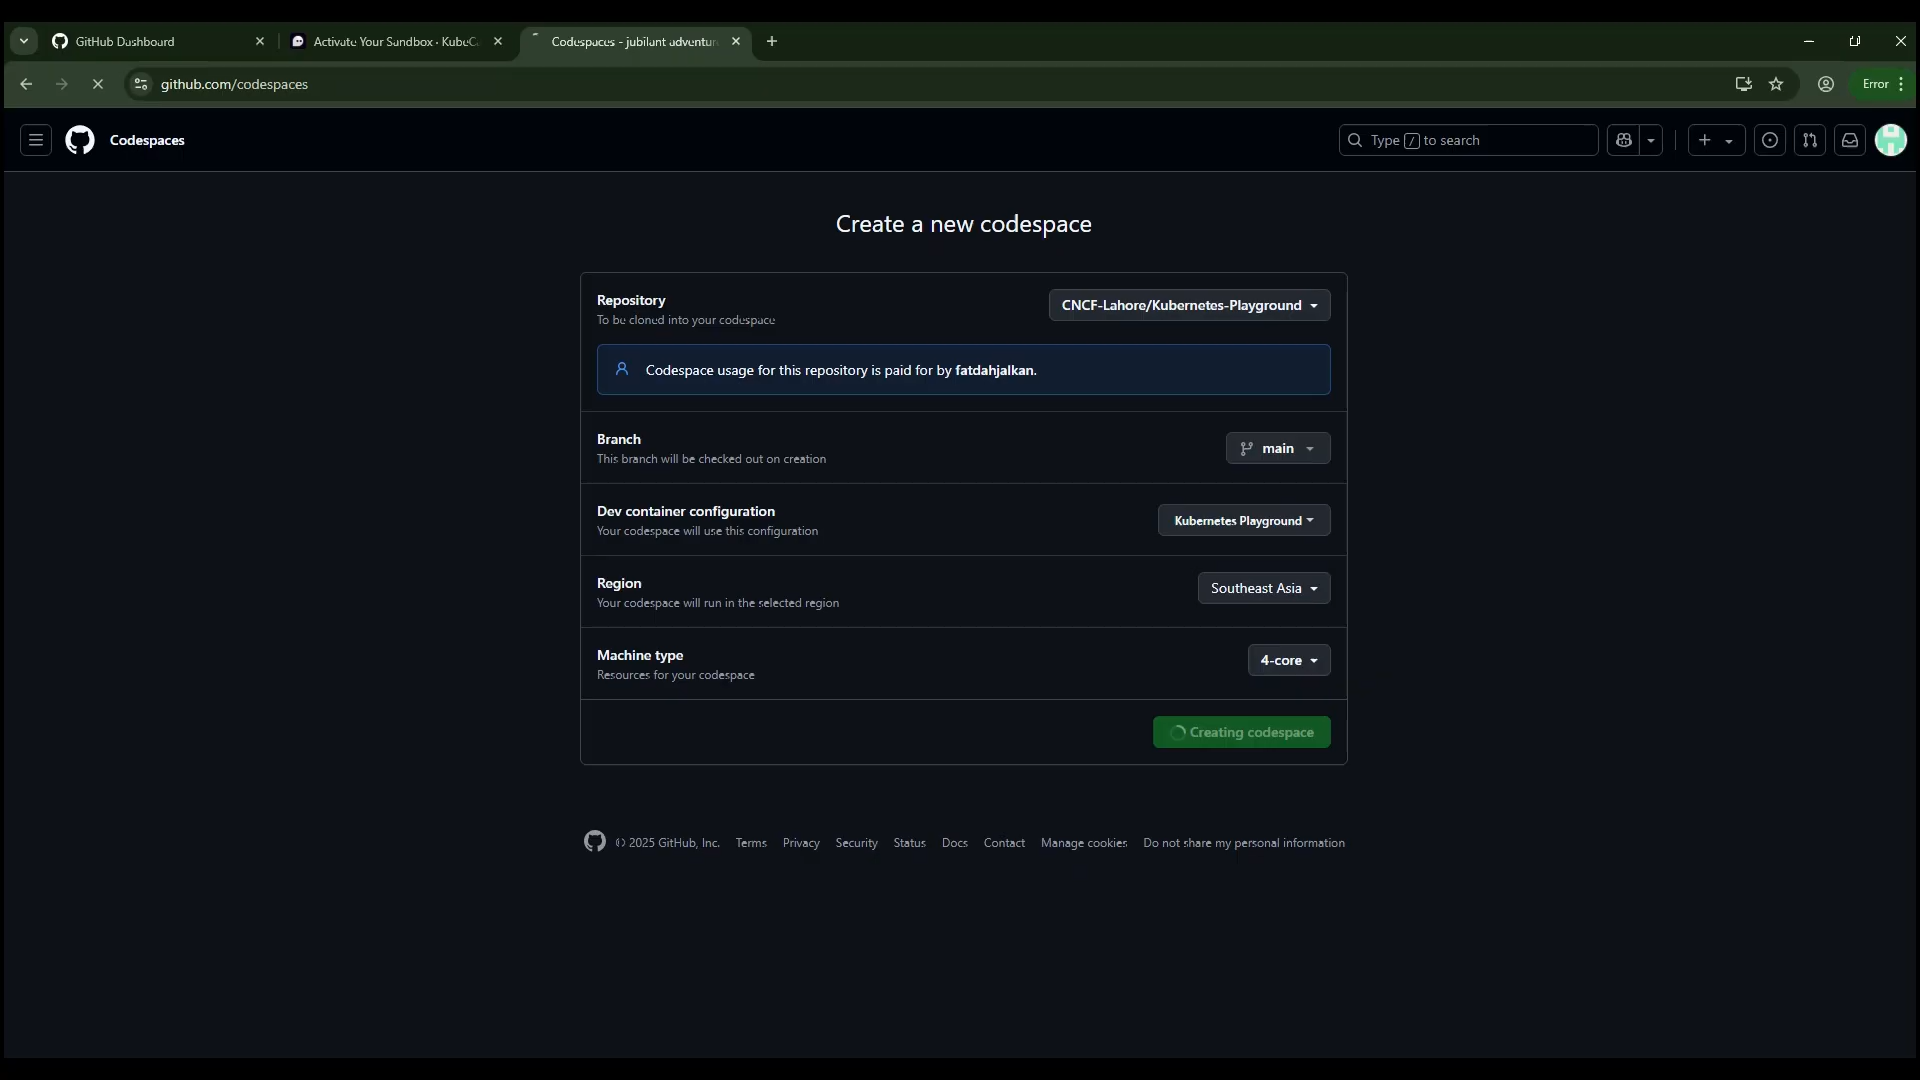 GitHub Dashboard
Activate Your Sandbox · KubeC
Codespaces - jubilant adventur
github.com/codespaces
Error
Codespaces
Type / to search
Create a new codespace
Repository
To be cloned into your codespace
CNCF-Lahore/Kubernetes-Playground
Codespace usage for this repository is paid for by fatdahjalkan.
Branch
This branch will be checked out on creation
main
Dev container configuration
Your codespace will use this configuration
Kubernetes Playground
Region
Your codespace will run in the selected region
Southeast Asia
Machine type
Resources for your codespace
4-core
Creating codespace
© 2025 GitHub, Inc. Terms Privacy Security Status Docs Contact Manage cookies Do not share my personal information